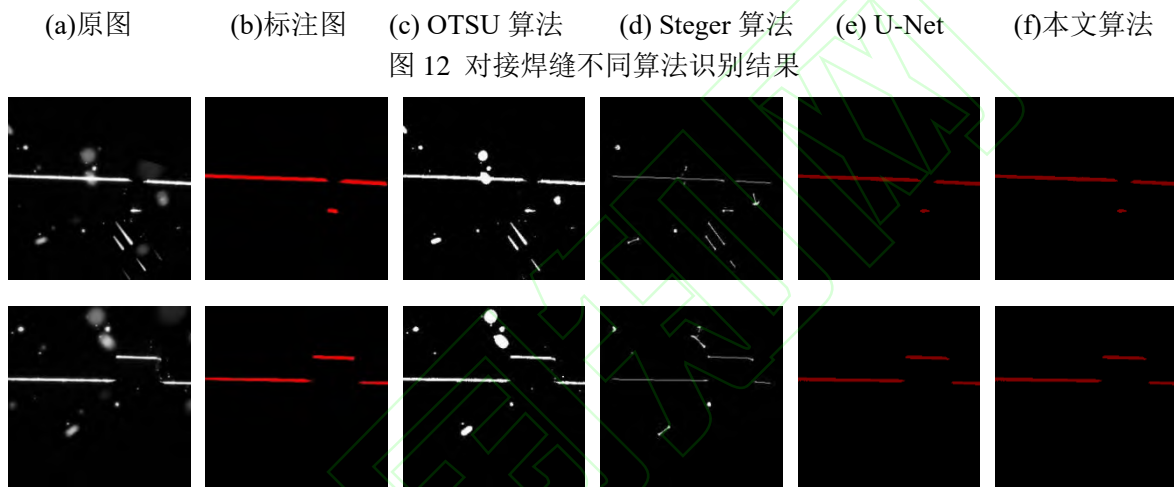 (a)原图 (b)标注图 (c) OTSU 算法 (d) Steger 算法 (e) U-Net (f)本文算法
图 12 对接焊缝不同算法识别结果